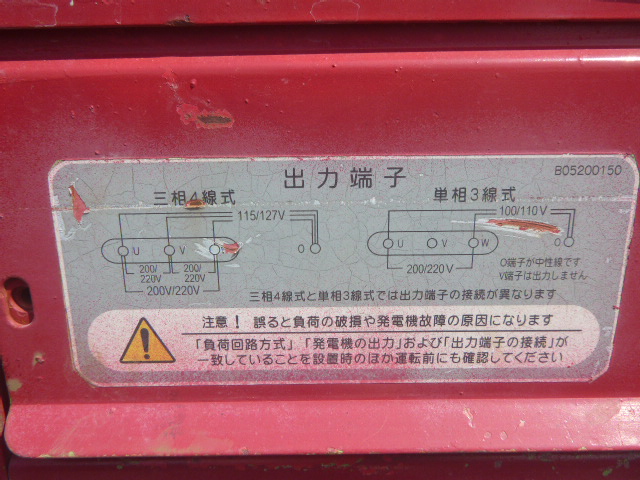 出力端子
B05200150
三相4線式
115/127V
U
V
O
200/220V
200/220V
200V/220V
単相3線式
100/110V
U
V
W
O
200/220V
O端子が中性線です
V端子は出力しません
三相4線式と単相3線式では出力端子の接続が異なります
注意！ 誤ると負荷の破損や発電機故障の原因になります
「負荷回路方式」「発電機の出力」および「出力端子の接続」が
一致していることを設置時のほか運転前にも確認してください